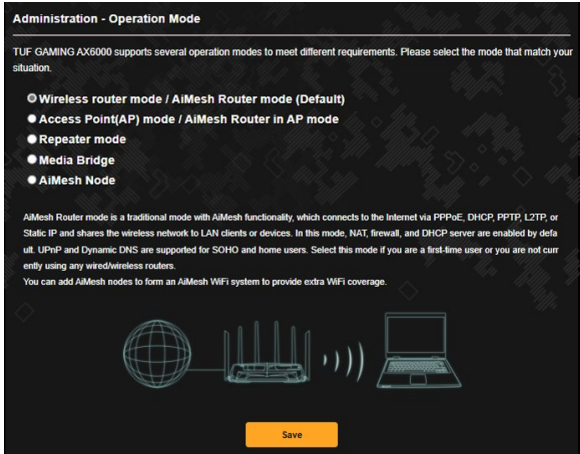 Administration - Operation Mode
TUF GAMING AX6000 supports several operation modes to meet different requirements. Please select the mode that match your
situation.
Wireless router mode / AiMesh Router mode (Default)
Access Point(AP) mode / AiMesh Router in AP mode
Repeater mode
Media Bridge
AiMesh Node
AiMesh Router mode is a traditional mode with AiMesh functionality, which connects to the Internet via PPPoE, DHCP, PPTP, L2TP, or
Static IP and shares the wireless network to LAN clients or devices. In this mode, NAT, firewall, and DHCP server are enabled by defa
ult. UPnP and Dynamic DNS are supported for SOHO and home users. Select this mode if you are a first-time user or you are not curr
ently using any wired/wireless routers.
You can add AiMesh nodes to form an AiMesh WiFi system to provide extra WiFi coverage.
Save